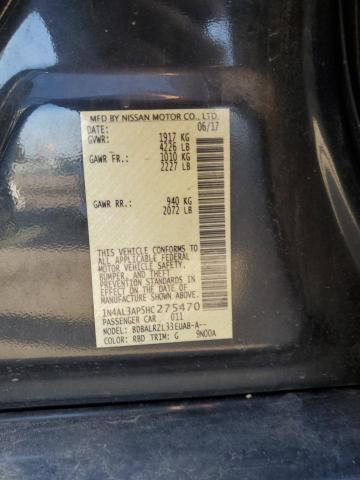 MFD BY NISSAN MOTOR CO., LTD.
DATE: 06/17
GVWR: 1917 KG
4226 LB
GAWR FR.: 1010 KG
2227 LB
GAWR RR.: 940 KG
2072 LB
THIS VEHICLE CONFORMS TO
ALL APPLICABLE FEDERAL
MOTOR VEHICLE SAFETY,
BUMPER, AND THEFT
PREVENTION STANDARDS IN
EFFECT ON THE DATE OF
MANUFACTURE SHOWN ABOVE.
1N4AL3AP5HC275470
PASSENGER CAR 011
MODEL: BDBALRZL33EUAB-A--
COLOR: RBD TRIM: G 9N00A